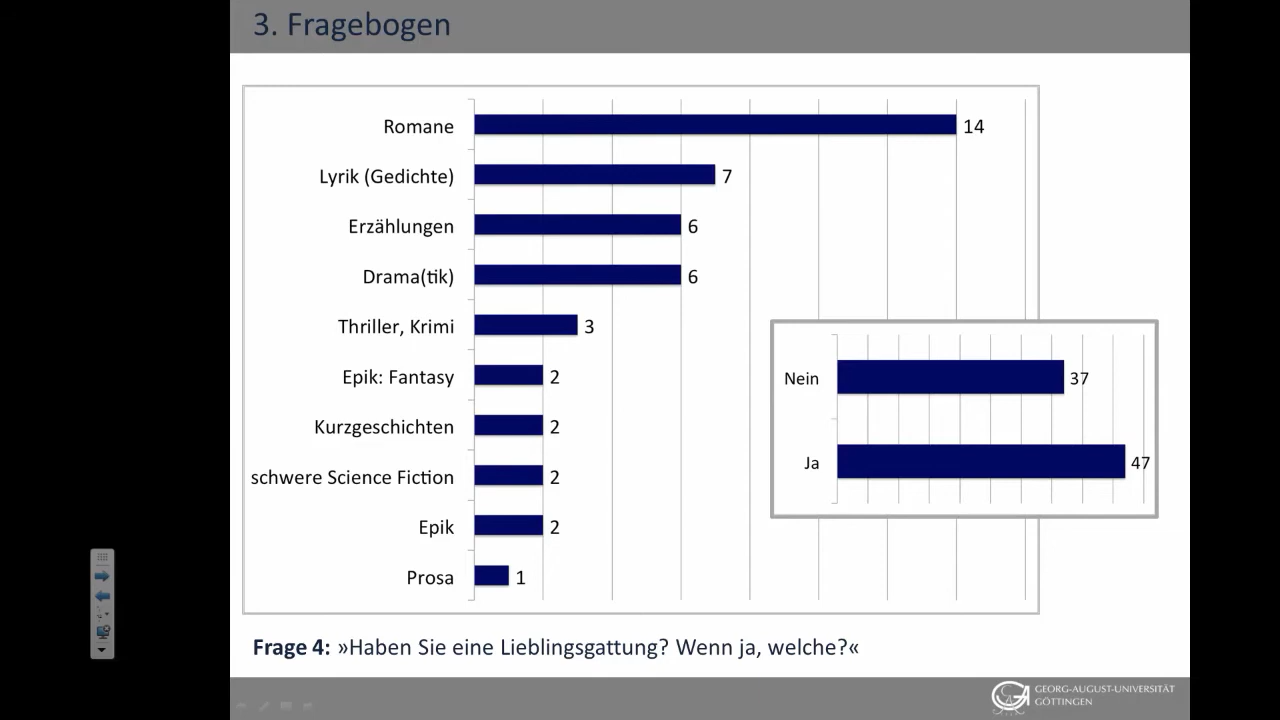 3. Fragebogen
Romane 14
Lyrik (Gedichte) 7
Erzählungen 6
Drama(tik) 6
Thriller, Krimi 3
Epik: Fantasy 2
Kurzgeschichten 2
schwere Science Fiction 2
Epik 2
Prosa 1
Nein 37
Ja 47
Frage 4: »Haben Sie eine Lieblingsgattung? Wenn ja, welche?«
GEORG-AUGUST-UNIVERSITÄT
GÖTTINGEN